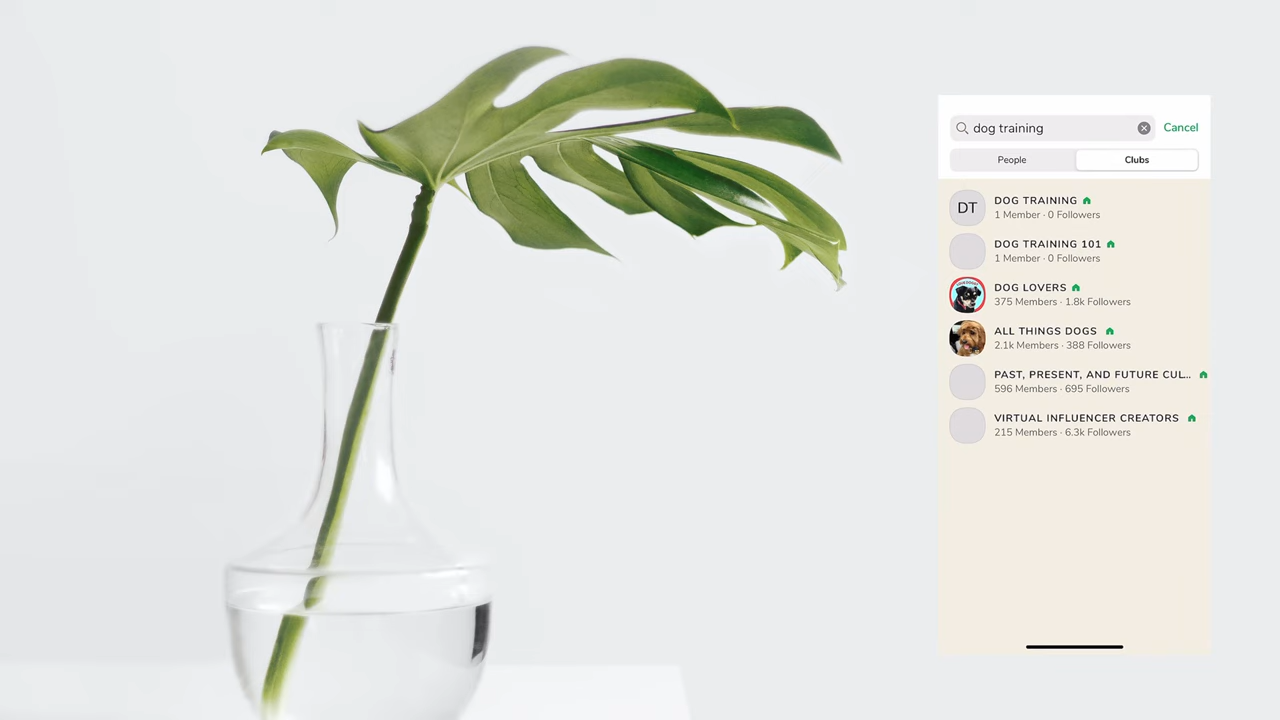 dog training
Cancel
People
Clubs
DT
DOG TRAINING
1 Member · 0 Followers
DOG TRAINING 101
1 Member · 0 Followers
DOG LOVERS
375 Members · 1.8k Followers
ALL THINGS DOGS
2.1k Members · 388 Followers
PAST, PRESENT, AND FUTURE CUL...
596 Members · 695 Followers
VIRTUAL INFLUENCER CREATORS
215 Members · 6.3k Followers